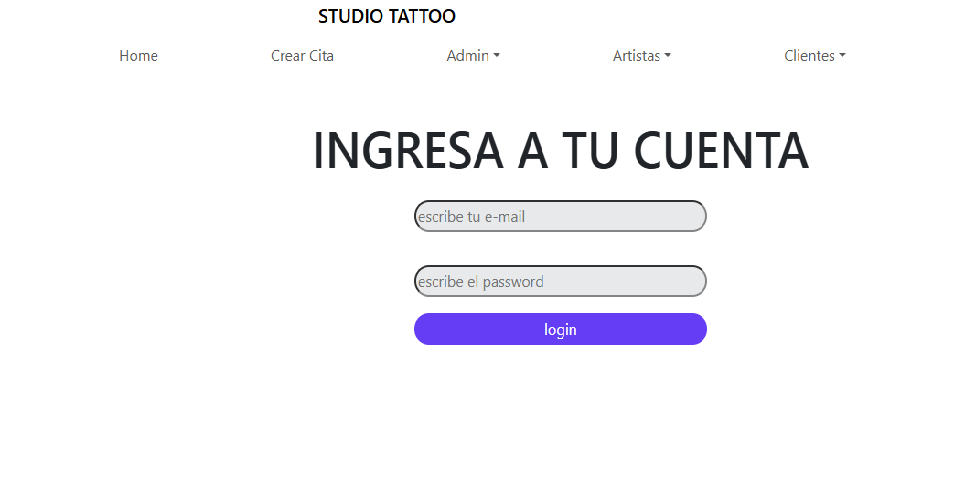 STUDIO TATTOO
Home Crear Cita Admin Artistas Clientes
INGRESA A TU CUENTA
escribe tu e-mail
escribe el password
login